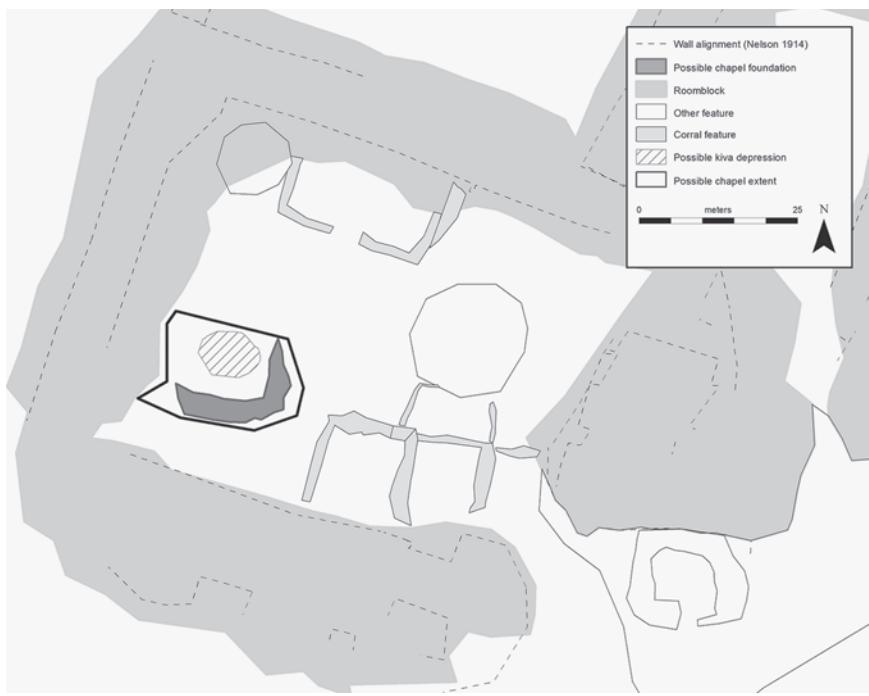 Wall alignment (Nelson 1914)
Possible chapel foundation
Roomblock
Other feature
Corral feature
Possible kiva depression
Possible chapel extent
0 meters 25 N